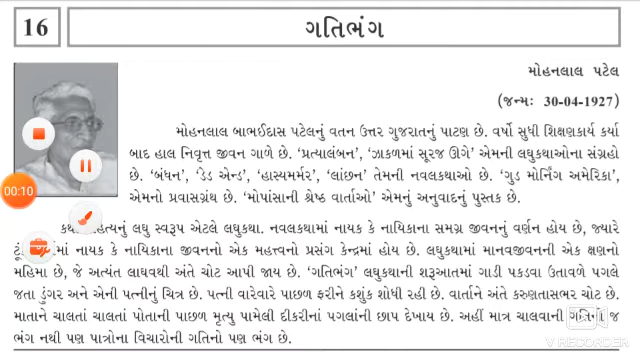 16
ગતિભંગ
મોહનલાલ પટેલ
(જન્મ: 30-04-1927)
મોહનલાલ બાભઈદાસ પટેલનું વતન ઉત્તર ગુજરાતનું પાટણ છે. વર્ષો સુધી શિક્ષણકાર્ય કર્યા
બાદ હાલ નિવૃત્ત જીવન ગાળે છે. ‘પ્રત્યાલંબન’, ‘ઝાકળમાં સૂરજ ઊગે’ એમની લઘુકથાઓના સંગ્રહો
છે. ‘બંધન’, ‘ડેડ એન્ડ’, ‘હાસ્યમર્મર’, ‘લાંછન’ તેમની નવલકથાઓ છે. ‘ગુડ મોર્નિંગ અમેરિકા’,
એમનો પ્રવાસગ્રંથ છે. ‘મોપાંસાની શ્રેષ્ઠ વાર્તાઓ’ એમનું અનુવાદનું પુસ્તક છે.
લઘુ સ્વરૂપ એટલે લઘુકથા. નવલકથામાં નાયક કે નાયિકાના સમગ્ર જીવનનું વર્ણન હોય છે, જ્યારે
નાયક કે નાયિકાના જીવનનો એક મહત્ત્વનો પ્રસંગ કેન્દ્રમાં હોય છે. લઘુકથામાં માનવજીવનની એક ક્ષણનો
મહિમા છે, જે અત્યંત લાઘવથી અંતે ચોટ આપી જાય છે. ‘ગતિભંગ’ લઘુકથાની શરૂઆતમાં ગાડી પકડવા ઉતાવળે પગલે
જતા ડુંગર અને એની પત્નીનું ચિત્ર છે. પત્ની વારેવારે પાછળ ફરીને કશુંક શોધી રહી છે. વાર્તાને અંતે કરુણતાસભર ચોટ છે.
માતાને ચાલતાં ચાલતાં પોતાની પાછળ મૃત્યુ પામેલી દીકરીનાં પગલાંની છાપ દેખાય છે. અહીં માત્ર ચાલવાની ગતિનો જ
ભંગ નથી પણ પાત્રોના વિચારોની ગતિનો પણ ભંગ છે.
00:10
V RECORDER